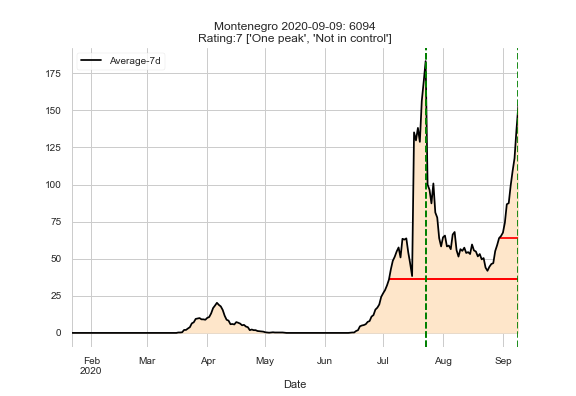 Montenegro 2020-09-09: 6094
Rating:7 ['One peak', 'Not in control']
Average-7d
175
150
125
100
75
50
25
0
Feb Mar Apr May Jun Jul Aug Sep
2020
Date